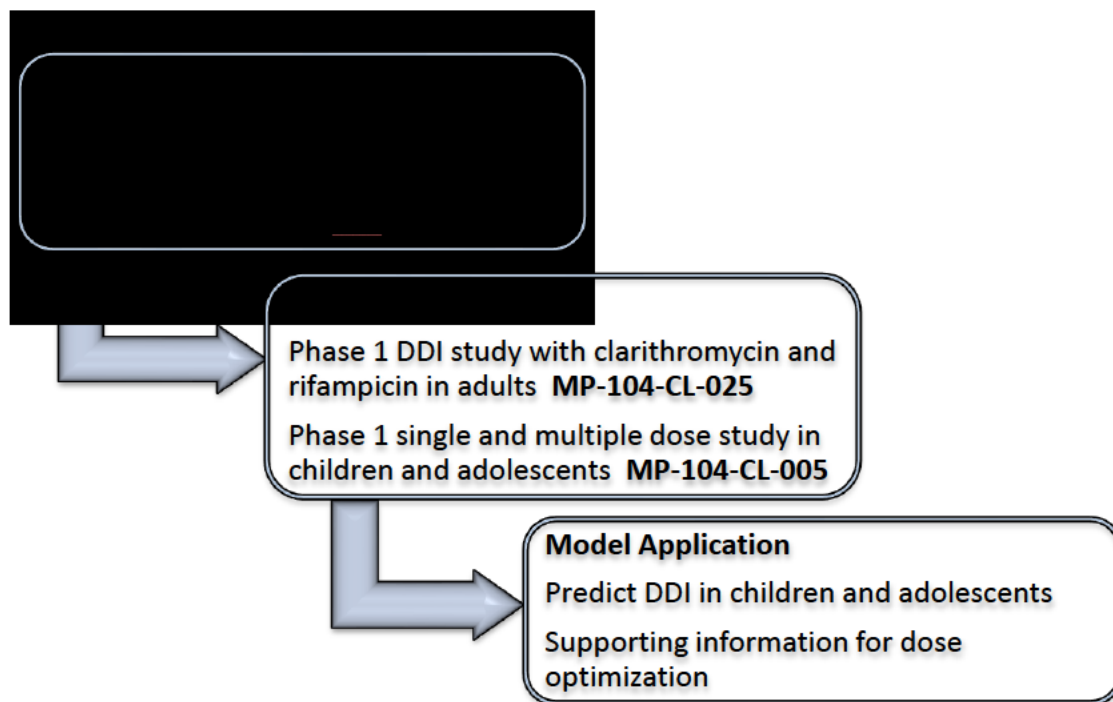 Phase 1 DDI study with clarithromycin and
rifampicin in adults MP-104-CL-025
Phase 1 single and multiple dose study in
children and adolescents MP-104-CL-005
Model Application
Predict DDI in children and adolescents
Supporting information for dose
optimization